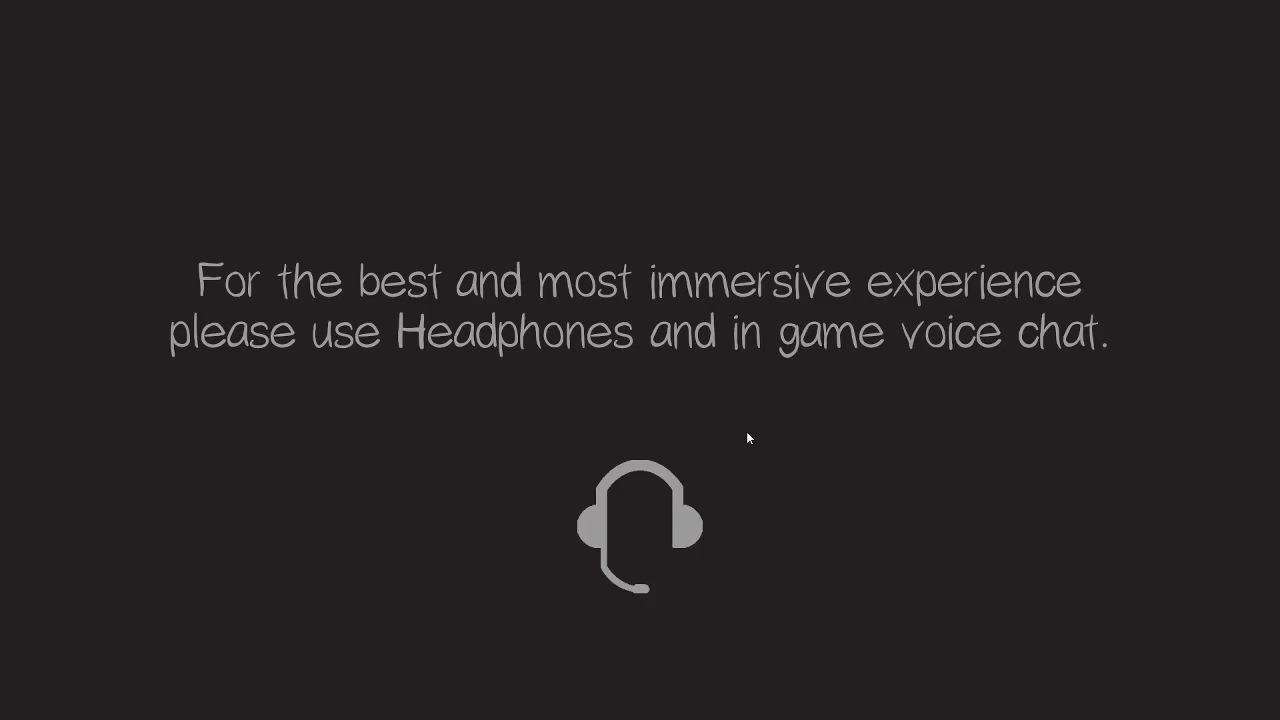 For the best and most immersive experience
please use Headphones and in game voice chat.